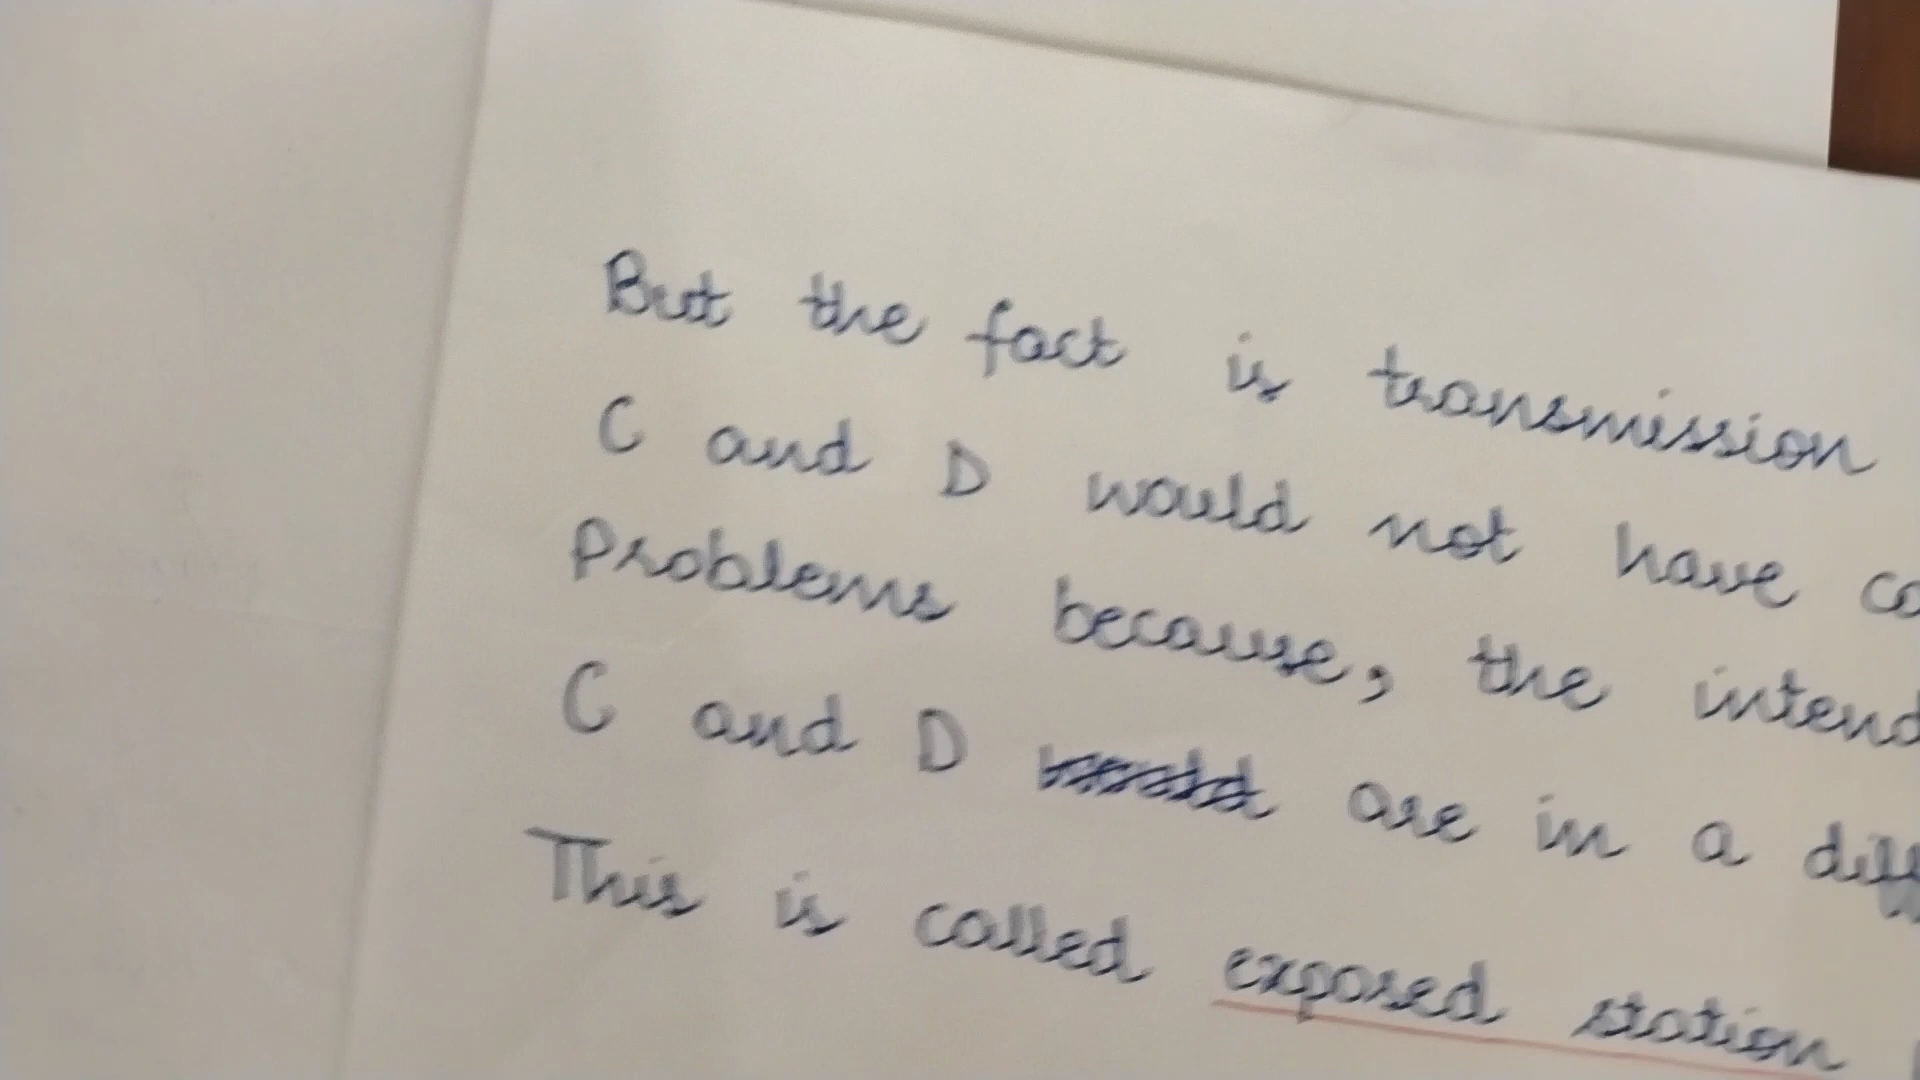 But the fact is transmission
C and D would not have
Problems because, the
C and D are in a
This is called exposed station